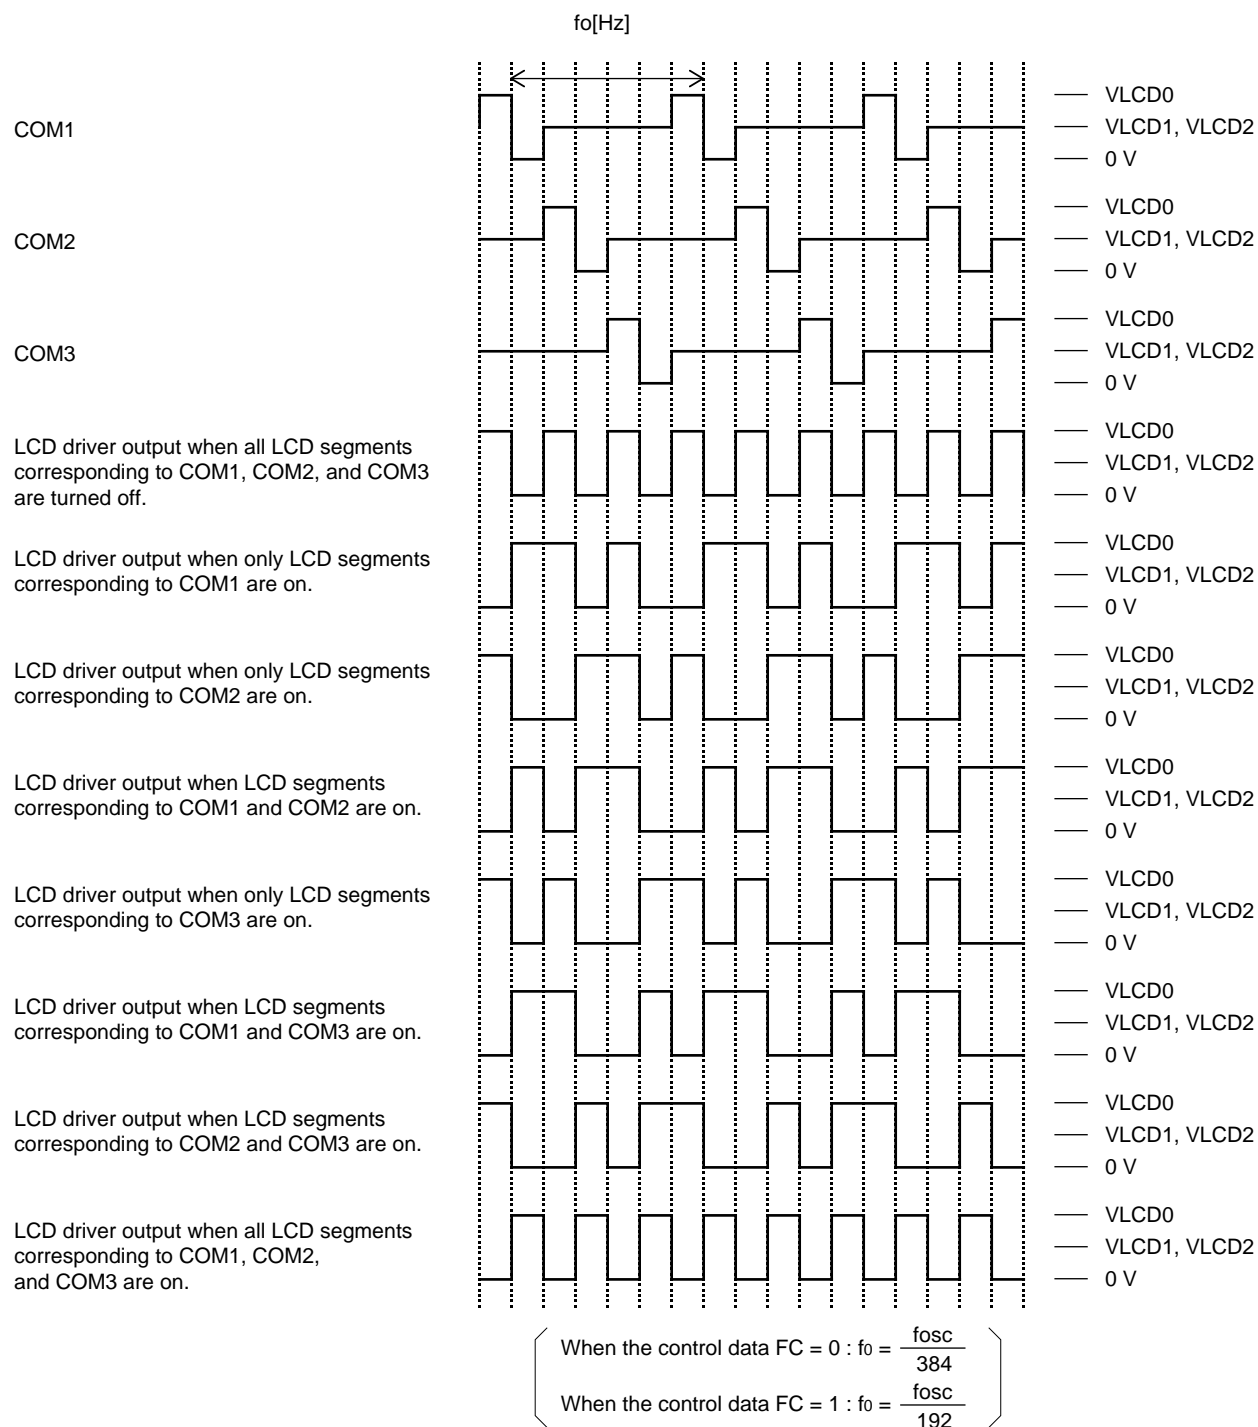 fo[Hz]
VLCD0
COM1
VLCD1, VLCD2
0 V
VLCD0
COM2
VLCD1, VLCD2
0 V
VLCD0
COM3
VLCD1, VLCD2
0 V
LCD driver output when all LCD segments
corresponding to COM1, COM2, and COM3
are turned off.
VLCD0
VLCD1, VLCD2
0 V
LCD driver output when only LCD segments
corresponding to COM1 are on.
VLCD0
VLCD1, VLCD2
0 V
LCD driver output when only LCD segments
corresponding to COM2 are on.
VLCD0
VLCD1, VLCD2
0 V
LCD driver output when LCD segments
corresponding to COM1 and COM2 are on.
VLCD0
VLCD1, VLCD2
0 V
LCD driver output when only LCD segments
corresponding to COM3 are on.
VLCD0
VLCD1, VLCD2
0 V
LCD driver output when LCD segments
corresponding to COM1 and COM3 are on.
VLCD0
VLCD1, VLCD2
0 V
LCD driver output when LCD segments
corresponding to COM2 and COM3 are on.
VLCD0
VLCD1, VLCD2
0 V
LCD driver output when all LCD segments
corresponding to COM1, COM2,
and COM3 are on.
VLCD0
VLCD1, VLCD2
0 V
When the control data FC = 0 : f0 = fosc
384
When the control data FC = 1 : f0 = fosc
192